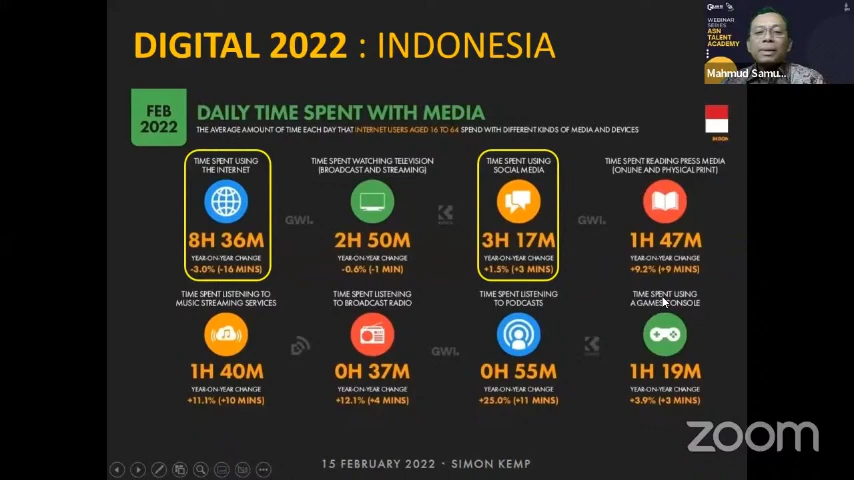 DIGITAL 2022 : INDONESIA
WEBINAR
SERIES
ASN
TALENT
ACADEMY
Mahmud Samu...
FEB
2022
DAILY TIME SPENT WITH MEDIA
THE AVERAGE AMOUNT OF TIME EACH DAY THAT INTERNET USERS AGED 16 TO 64 SPEND WITH DIFFERENT KINDS OF MEDIA AND DEVICES
TIME SPENT USING
THE INTERNET
8H 36M
YEAR-ON-YEAR CHANGE
-3.0% (-16 MINS)
TIME SPENT WATCHING TELEVISION
(BROADCAST AND STREAMING)
2H 50M
YEAR-ON-YEAR CHANGE
-0.6% (-1 MIN)
TIME SPENT USING
SOCIAL MEDIA
3H 17M
YEAR-ON-YEAR CHANGE
+1.5% (+3 MINS)
TIME SPENT READING PRESS MEDIA
(ONLINE AND PHYSICAL PRINT)
1H 47M
YEAR-ON-YEAR CHANGE
+9.2% (+9 MINS)
GWI.
GWI.
TIME SPENT LISTENING TO
MUSIC STREAMING SERVICES
1H 40M
YEAR-ON-YEAR CHANGE
+11.1% (+10 MINS)
TIME SPENT LISTENING
TO BROADCAST RADIO
0H 37M
YEAR-ON-YEAR CHANGE
+12.1% (+4 MINS)
TIME SPENT LISTENING
TO PODCASTS
0H 55M
YEAR-ON-YEAR CHANGE
+25.0% (+11 MINS)
TIME SPENT USING
A GAMES CONSOLE
1H 19M
YEAR-ON-YEAR CHANGE
+3.9% (+3 MINS)
GWI.
zoom
15 FEBRUARY 2022 · SIMON KEMP